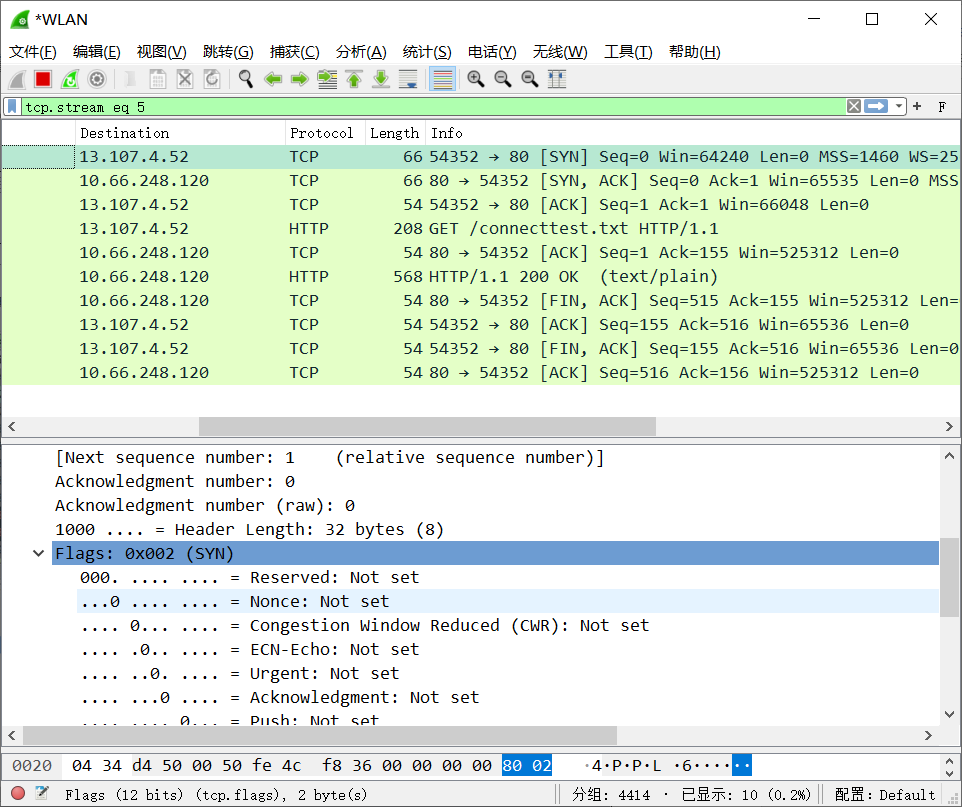 *WLAN
文件(F) 编辑(E) 视图(V) 跳转(G) 捕获(C) 分析(A) 统计(S) 电话(Y) 无线(W) 工具(T) 帮助(H)
tcp.stream eq 5 + F
Destination Protocol Length Info
13.107.4.52 TCP 66 54352 → 80 [SYN] Seq=0 Win=64240 Len=0 MSS=1460 WS=25
10.66.248.120 TCP 66 80 → 54352 [SYN, ACK] Seq=0 Ack=1 Win=65535 Len=0 MSS
13.107.4.52 TCP 54 54352 → 80 [ACK] Seq=1 Ack=1 Win=66048 Len=0
13.107.4.52 HTTP 208 GET /connecttest.txt HTTP/1.1
10.66.248.120 TCP 54 80 → 54352 [ACK] Seq=1 Ack=155 Win=525312 Len=0
10.66.248.120 HTTP 568 HTTP/1.1 200 OK (text/plain)
10.66.248.120 TCP 54 80 → 54352 [FIN, ACK] Seq=515 Ack=155 Win=525312 Len=
13.107.4.52 TCP 54 54352 → 80 [ACK] Seq=155 Ack=516 Win=65536 Len=0
13.107.4.52 TCP 54 54352 → 80 [FIN, ACK] Seq=155 Ack=516 Win=65536 Len=0
10.66.248.120 TCP 54 80 → 54352 [ACK] Seq=516 Ack=156 Win=525312 Len=0
[Next sequence number: 1 (relative sequence number)]
Acknowledgment number: 0
Acknowledgment number (raw): 0
1000 .... = Header Length: 32 bytes (8)
Flags: 0x002 (SYN)
000. .... .... = Reserved: Not set
...0 .... .... = Nonce: Not set
.... 0... .... = Congestion Window Reduced (CWR): Not set
.... .0.. .... = ECN-Echo: Not set
.... ..0. .... = Urgent: Not set
.... ...0 .... = Acknowledgment: Not set
.... .... 0... = Push: Not set
0020 04 34 d4 50 00 50 fe 4c f8 36 00 00 00 00 80 02 ·4·P·P·L ·6······
Flags (12 bits) (tcp.flags), 2 byte(s) 分组: 4414 · 已显示: 10 (0.2%) 配置: Default